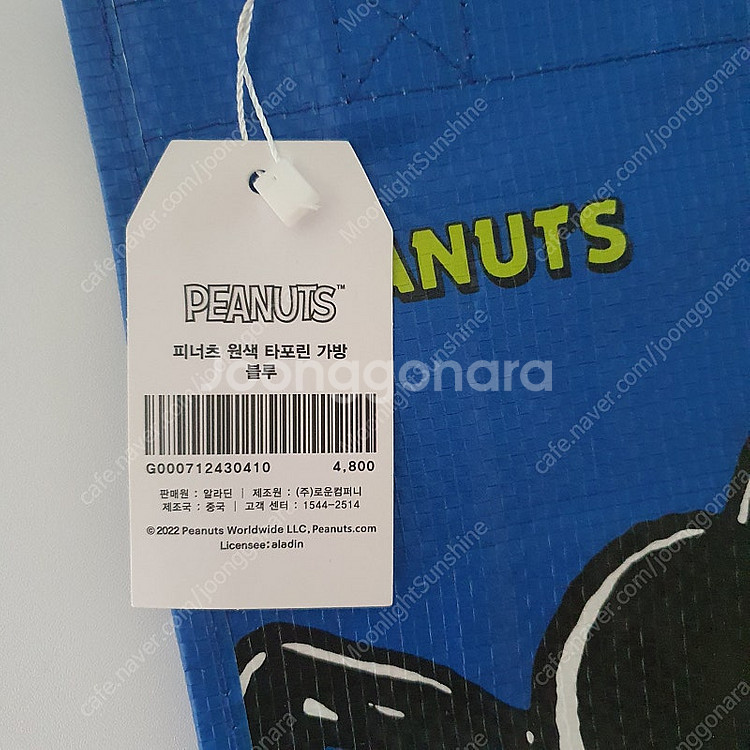 PEANUTS™
ANUTS
피너츠 원색 타포린 가방
블루
joonggonara
G000712430410 4,800
판매원 : 알라딘 | 제조원 : (주)로운컴퍼니
제조국 : 중국 | 고객 센터 : 1544-2514
©2022 Peanuts Worldwide LLC, Peanuts.com
Licensee: aladin
cafe.naver.com/joonggonara
MoonlightSunshine